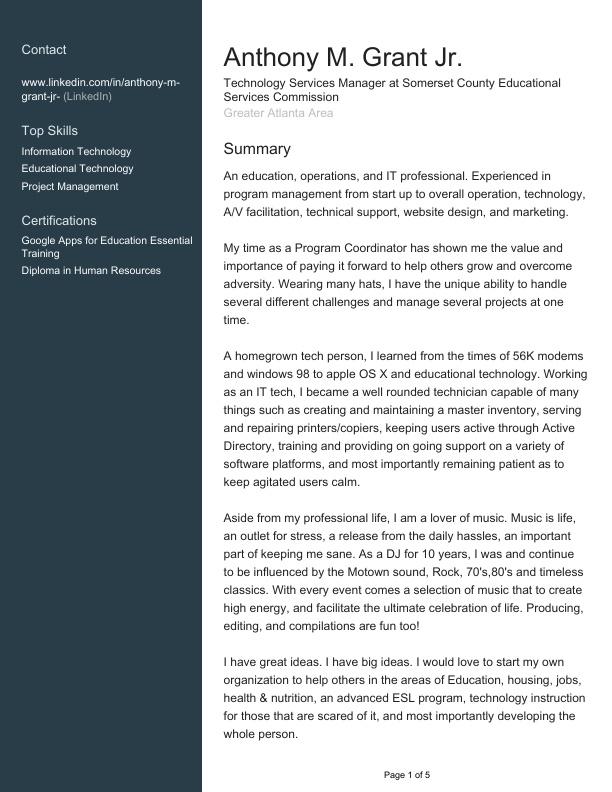 Contact
www.linkedin.com/in/anthony-m-
grant-jr- (LinkedIn)
Top Skills
Information Technology
Educational Technology
Project Management
Certifications
Google Apps for Education Essential
Training
Diploma in Human Resources
Anthony M. Grant Jr.
Technology Services Manager at Somerset County Educational
Services Commission
Greater Atlanta Area
Summary
An education, operations, and IT professional. Experienced in
program management from start up to overall operation, technology,
A/V facilitation, technical support, website design, and marketing.
My time as a Program Coordinator has shown me the value and
importance of paying it forward to help others grow and overcome
adversity. Wearing many hats, I have the unique ability to handle
several different challenges and manage several projects at one
time.
A homegrown tech person, I learned from the times of 56K modems
and windows 98 to apple OS X and educational technology. Working
as an IT tech, I became a well rounded technician capable of many
things such as creating and maintaining a master inventory, serving
and repairing printers/copiers, keeping users active through Active
Directory, training and providing on going support on a variety of
software platforms, and most importantly remaining patient as to
keep agitated users calm.
Aside from my professional life, I am a lover of music. Music is life,
an outlet for stress, a release from the daily hassles, an important
part of keeping me sane. As a DJ for 10 years, I was and continue
to be influenced by the Motown sound, Rock, 70's,80's and timeless
classics. With every event comes a selection of music that to create
high energy, and facilitate the ultimate celebration of life. Producing,
editing, and compilations are fun too!
I have great ideas. I have big ideas. I would love to start my own
organization to help others in the areas of Education, housing, jobs,
health & nutrition, an advanced ESL program, technology instruction
for those that are scared of it, and most importantly developing the
whole person.
Page 1 of 5